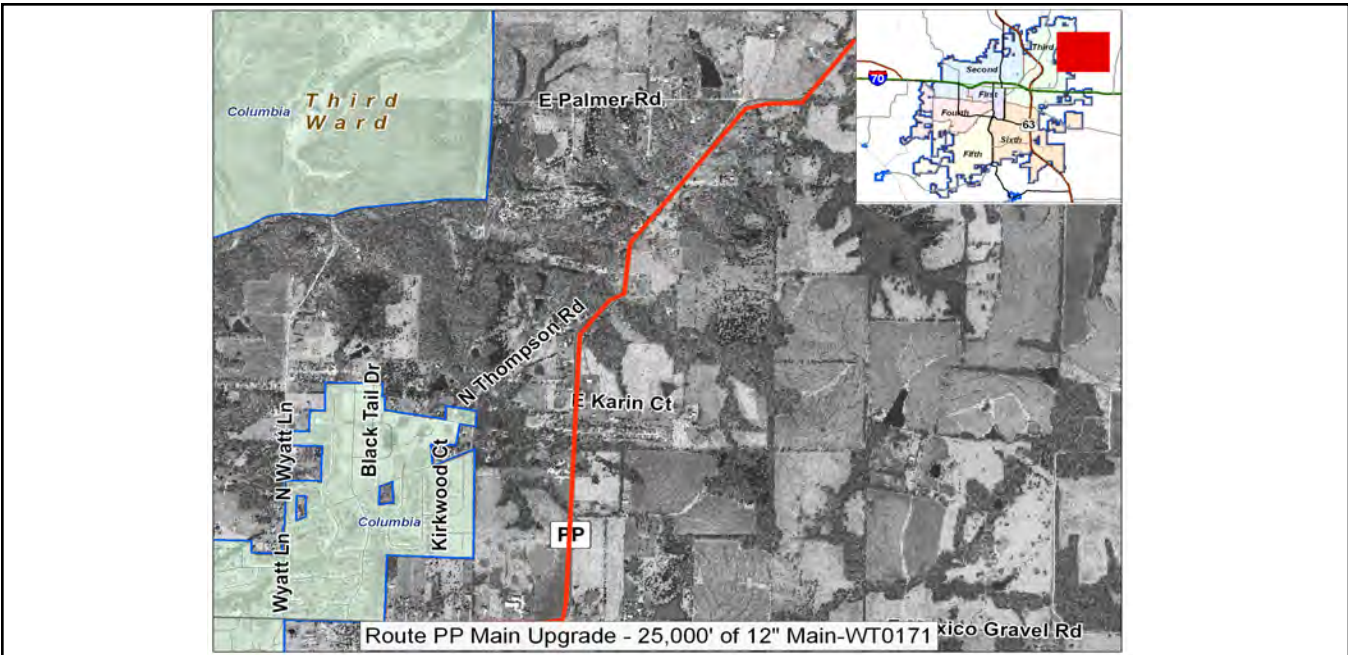 Third
Second
70
First
Fourth
63
Sixth
Fifth
Columbia
Third
Ward
E Palmer Rd
N Thompson Rd
E Karin Ct
Black Tail Dr
N Wyatt Ln
Kirkwood Ct
Columbia
Wyatt Ln
PP
Route PP Main Upgrade - 25,000' of 12" Main-WT0171
Gravel Rd